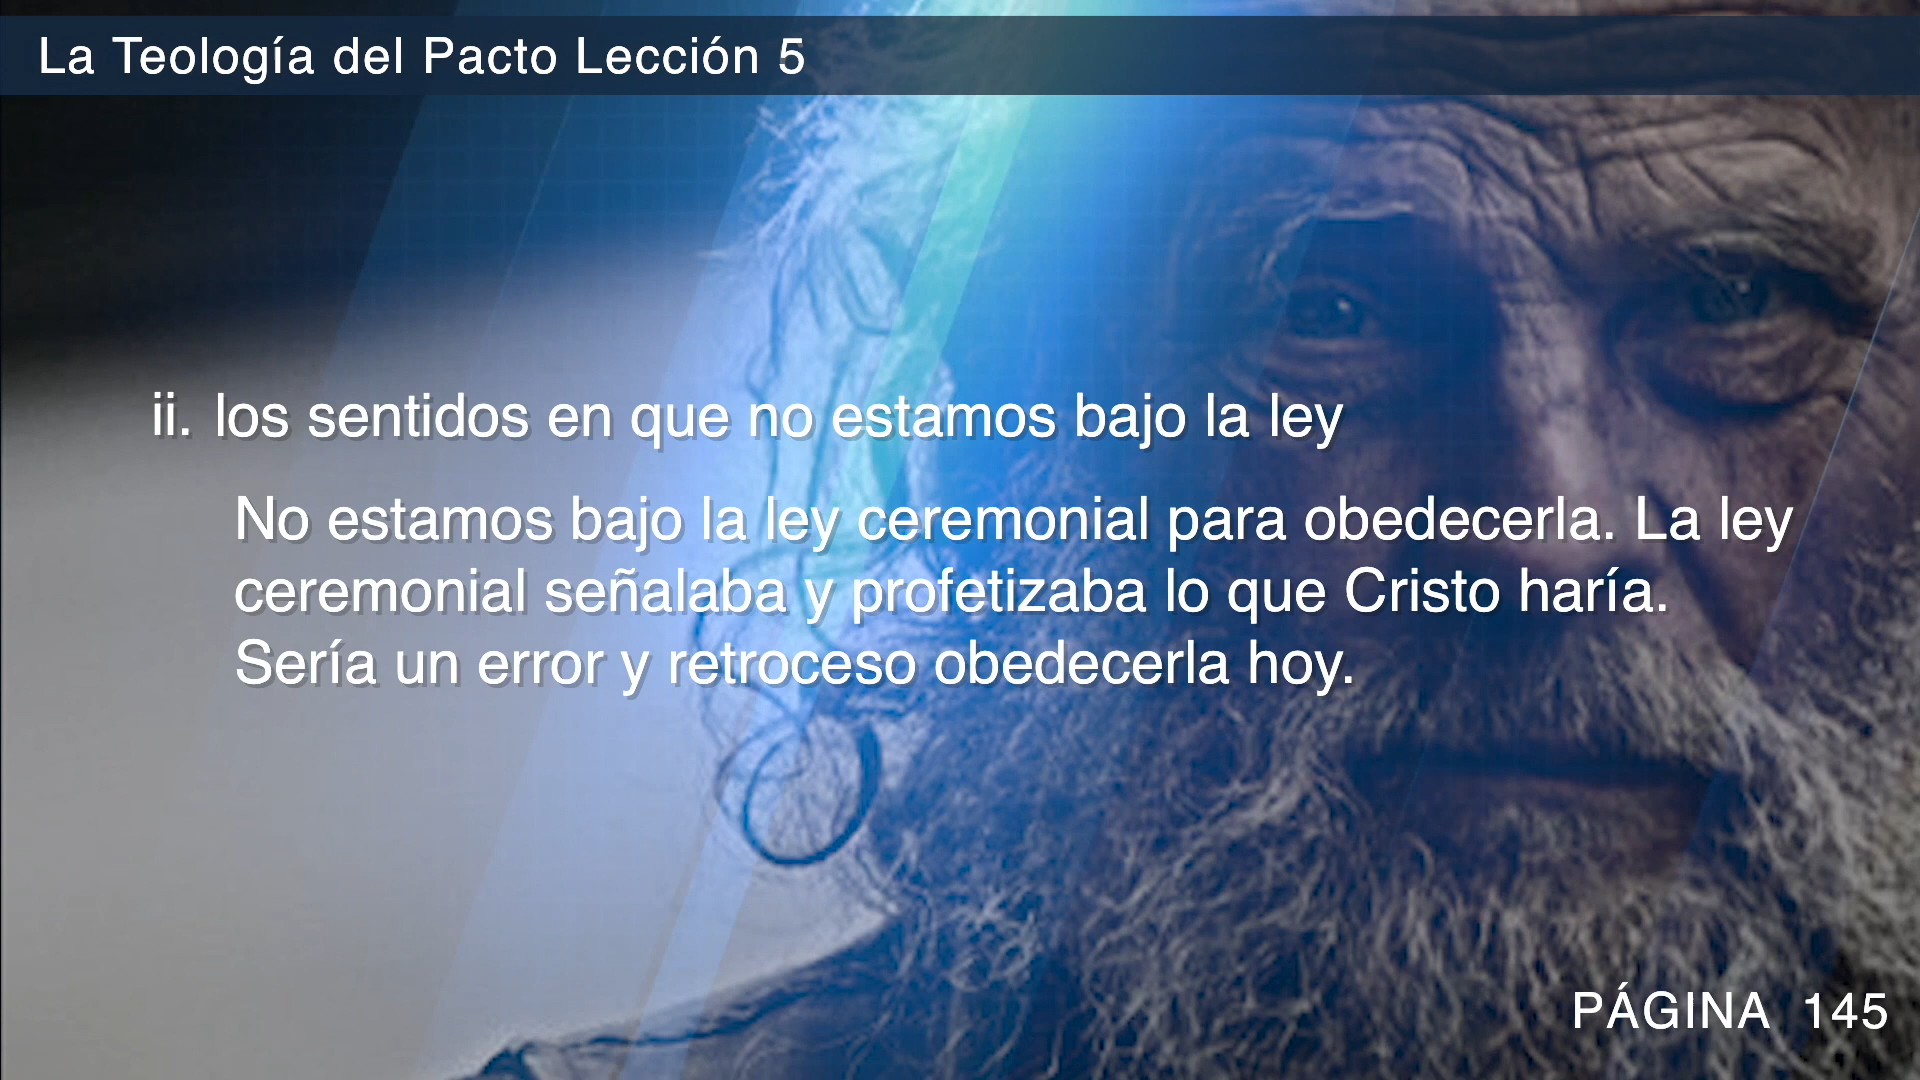 La Teología del Pacto Lección 5
ii. los sentidos en que no estamos bajo la ley
No estamos bajo la ley ceremonial para obedecerla. La ley
ceremonial señalaba y profetizaba lo que Cristo haría.
Sería un error y retroceso obedecerla hoy.
PÁGINA 145